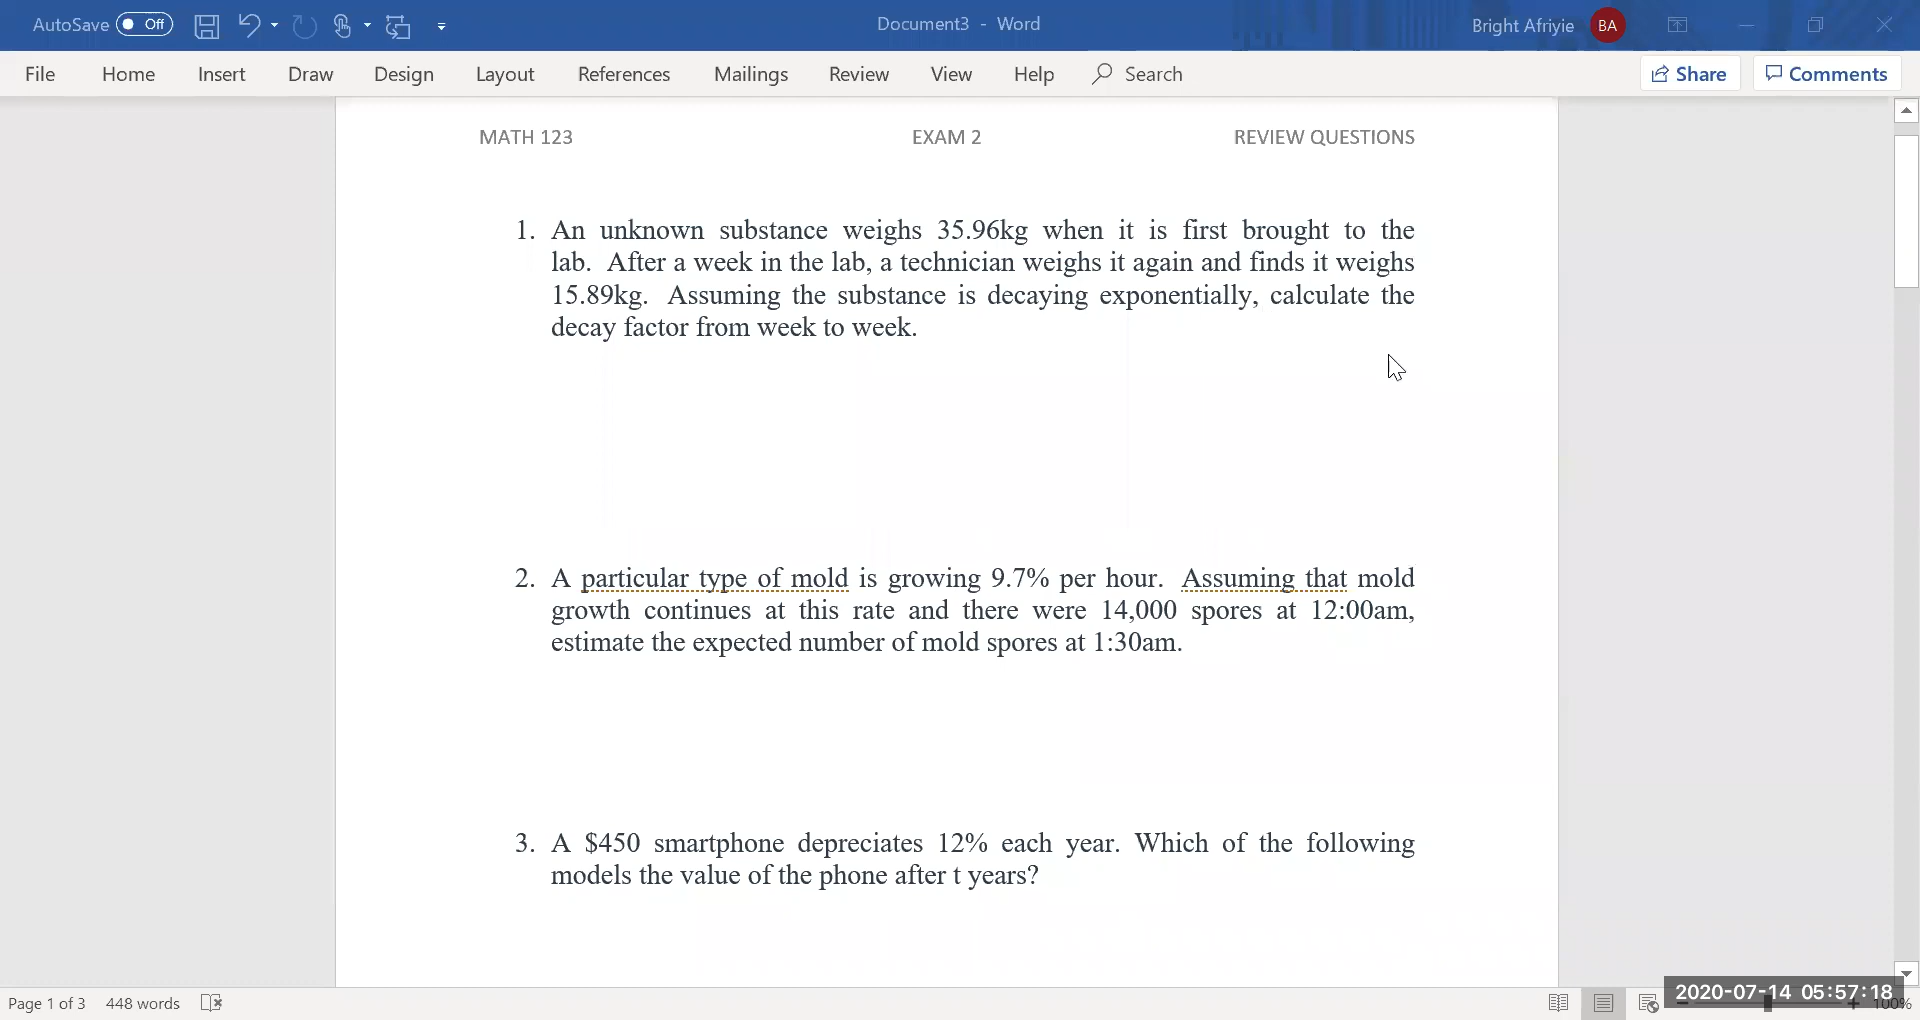 AutoSave Off
Document3 - Word
Bright Afriyie BA
File Home Insert Draw Design Layout References Mailings Review View Help Search
Share Comments
MATH 123 EXAM 2 REVIEW QUESTIONS
1. An unknown substance weighs 35.96kg when it is first brought to the
lab. After a week in the lab, a technician weighs it again and finds it weighs
15.89kg. Assuming the substance is decaying exponentially, calculate the
decay factor from week to week.
2. A particular type of mold is growing 9.7% per hour. Assuming that mold
growth continues at this rate and there were 14,000 spores at 12:00am,
estimate the expected number of mold spores at 1:30am.
3. A $450 smartphone depreciates 12% each year. Which of the following
models the value of the phone after t years?
Page 1 of 3 448 words
2020-07-14 05:57:18
100%